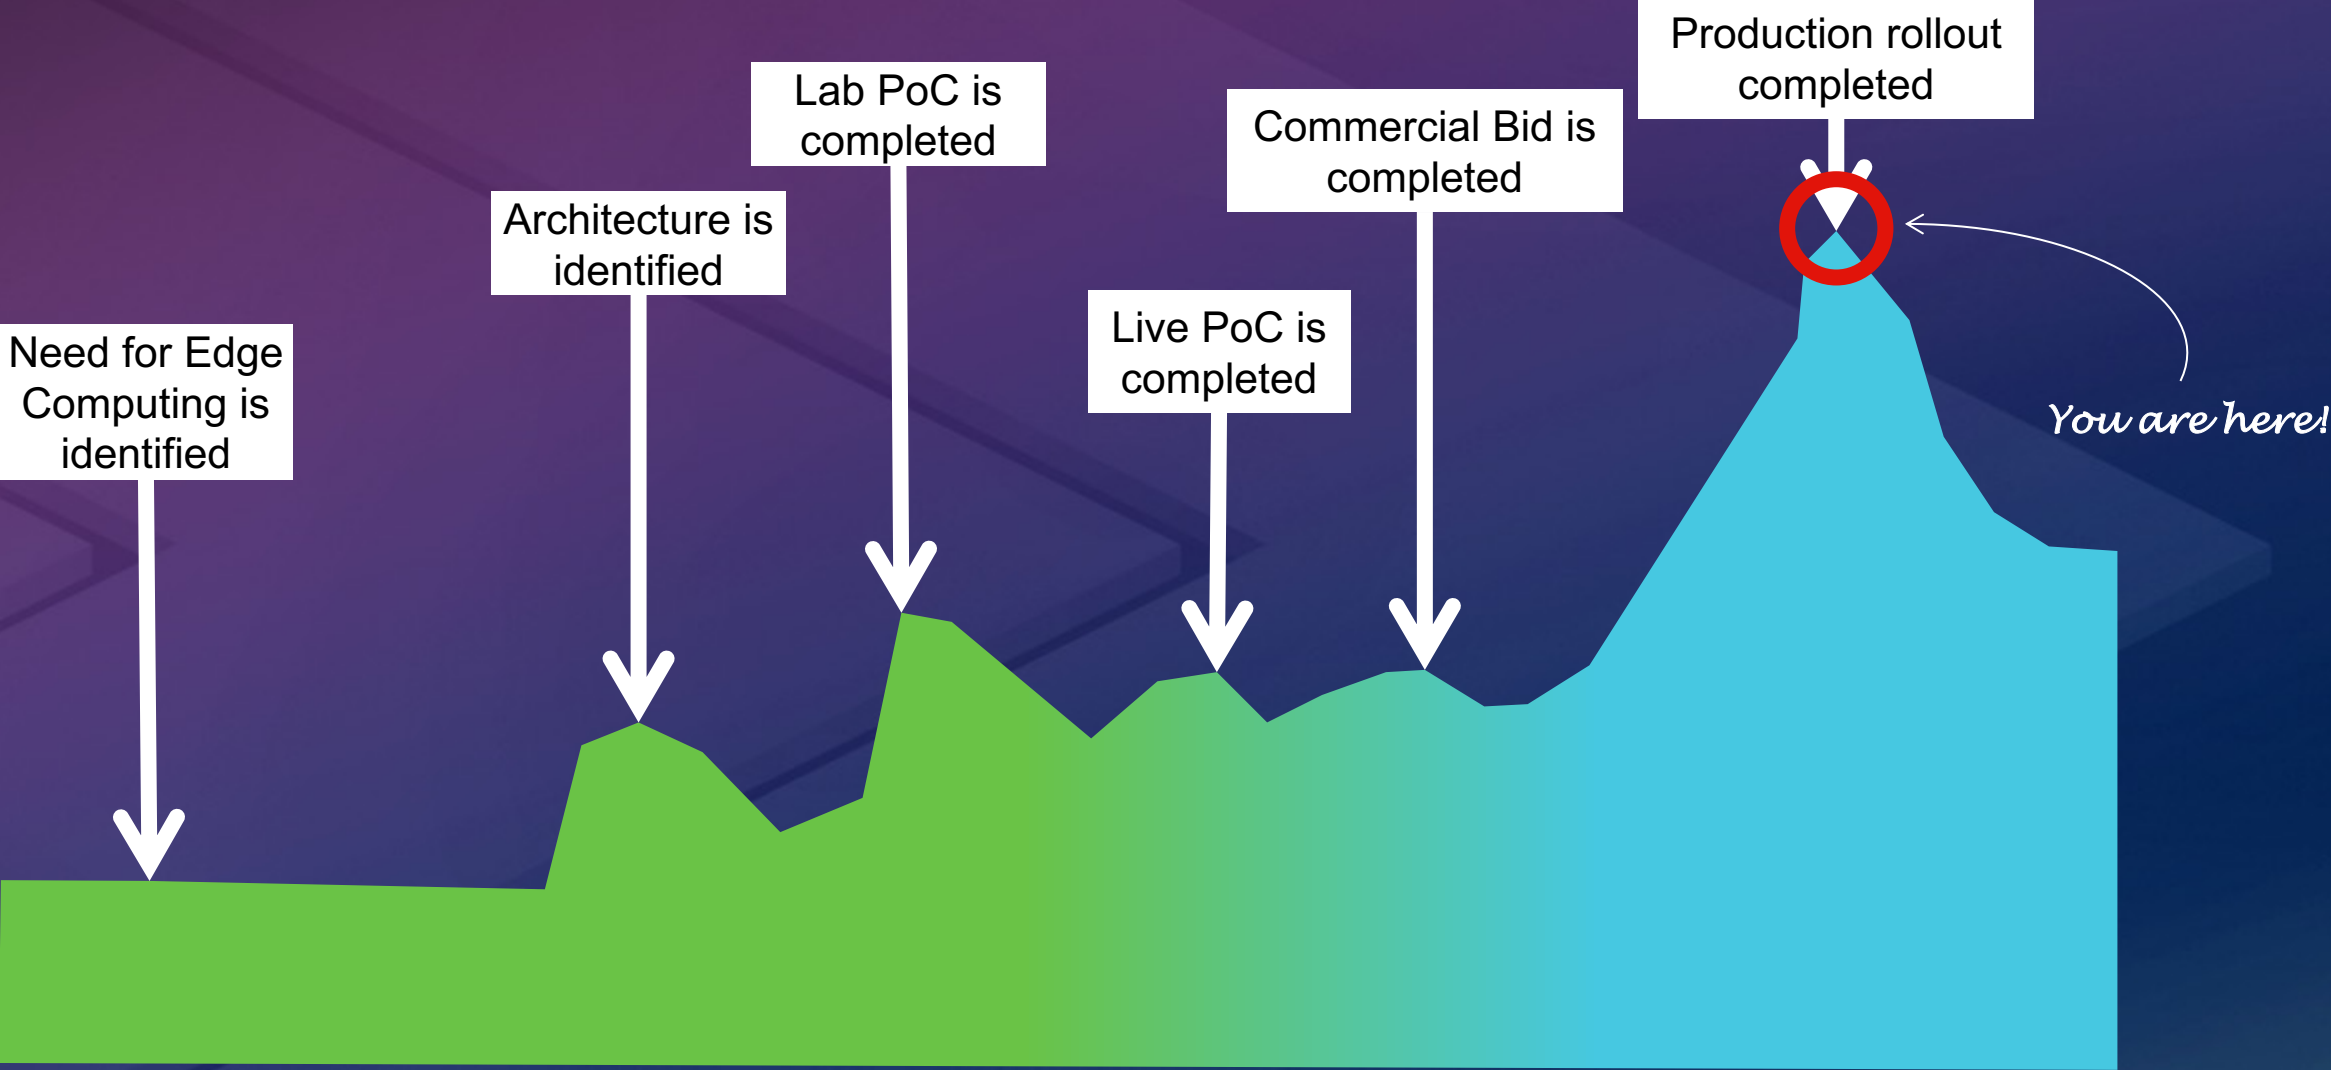 Need for Edge
Computing is
identified
Architecture is
identified
Lab PoC is
completed
Live PoC is
completed
Commercial Bid is
completed
Production rollout
completed
You are here!